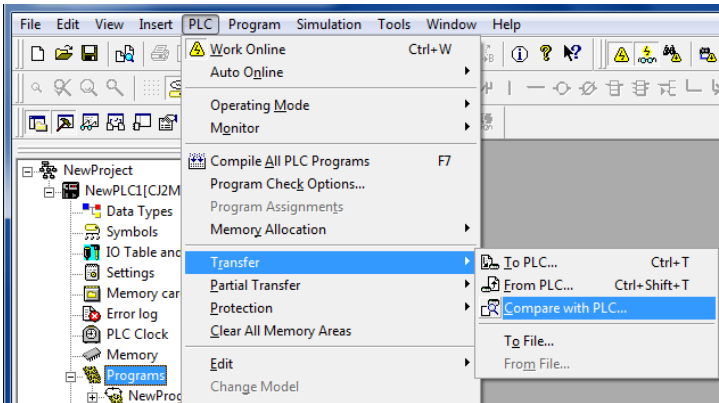 File Edit View Insert PLC Program Simulation Tools Window Help
Work Online Ctrl+W
Auto Online
Operating Mode
Monitor
Compile All PLC Programs F7
Program Check Options...
Program Assignments
Memory Allocation
Transfer
Partial Transfer
Protection
Clear All Memory Areas
Edit
Change Model
To PLC... Ctrl+T
From PLC... Ctrl+Shift+T
Compare with PLC...
To File...
From File...
NewProject
NewPLC1[CJ2M
Data Types
Symbols
IO Table and
Settings
Memory car
Error log
PLC Clock
Memory
Programs
NewProg